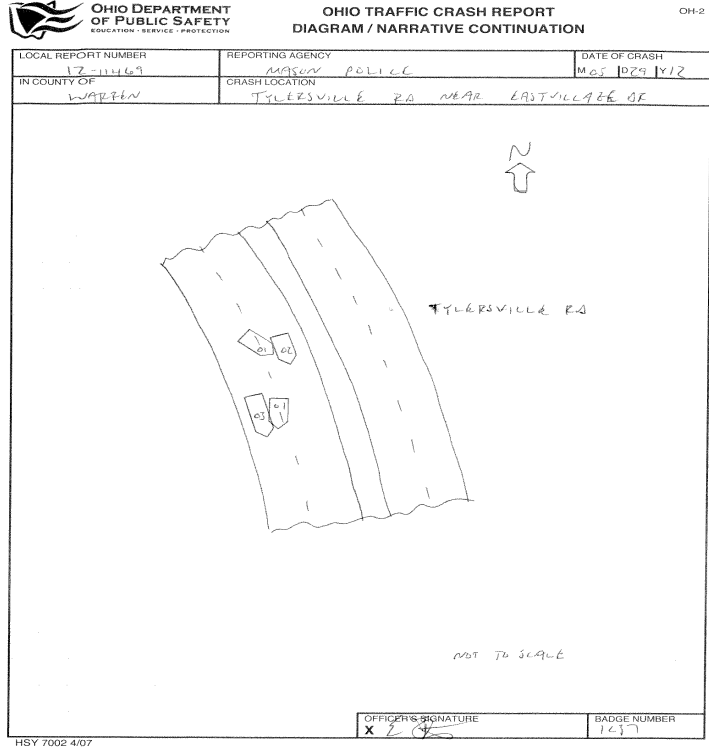 OHIO DEPARTMENT
OF PUBLIC SAFETY
EDUCATION · SERVICE · PROTECTION
OHIO TRAFFIC CRASH REPORT
DIAGRAM / NARRATIVE CONTINUATION
OH-2
LOCAL REPORT NUMBER
12-11469
REPORTING AGENCY
MASON POLICE
DATE OF CRASH
M 05 D 29 Y 12
IN COUNTY OF
WARREN
CRASH LOCATION
TYLERSVILLE RD NEAR EASTVILLAGE DR
N
TYLERSVILLE RD
01 02
03 01
NOT TO SCALE
OFFICER'S SIGNATURE
X
BADGE NUMBER
HSY 7002 4/07